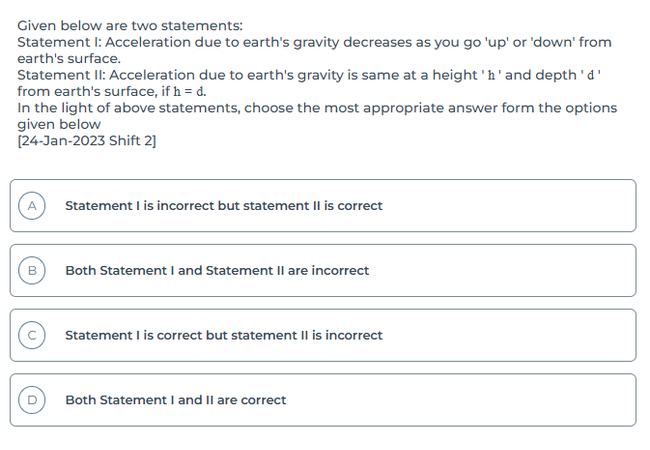 Given below are two statements:
Statement I: Acceleration due to earth's gravity decreases as you go 'up' or 'down' from
earth's surface.
Statement II: Acceleration due to earth's gravity is same at a height ' h ' and depth ' d '
from earth's surface, if h = d.
In the light of above statements, choose the most appropriate answer form the options
given below
[24-Jan-2023 Shift 2]
A Statement I is incorrect but statement II is correct
B Both Statement I and Statement II are incorrect
C Statement I is correct but statement II is incorrect
D Both Statement I and II are correct